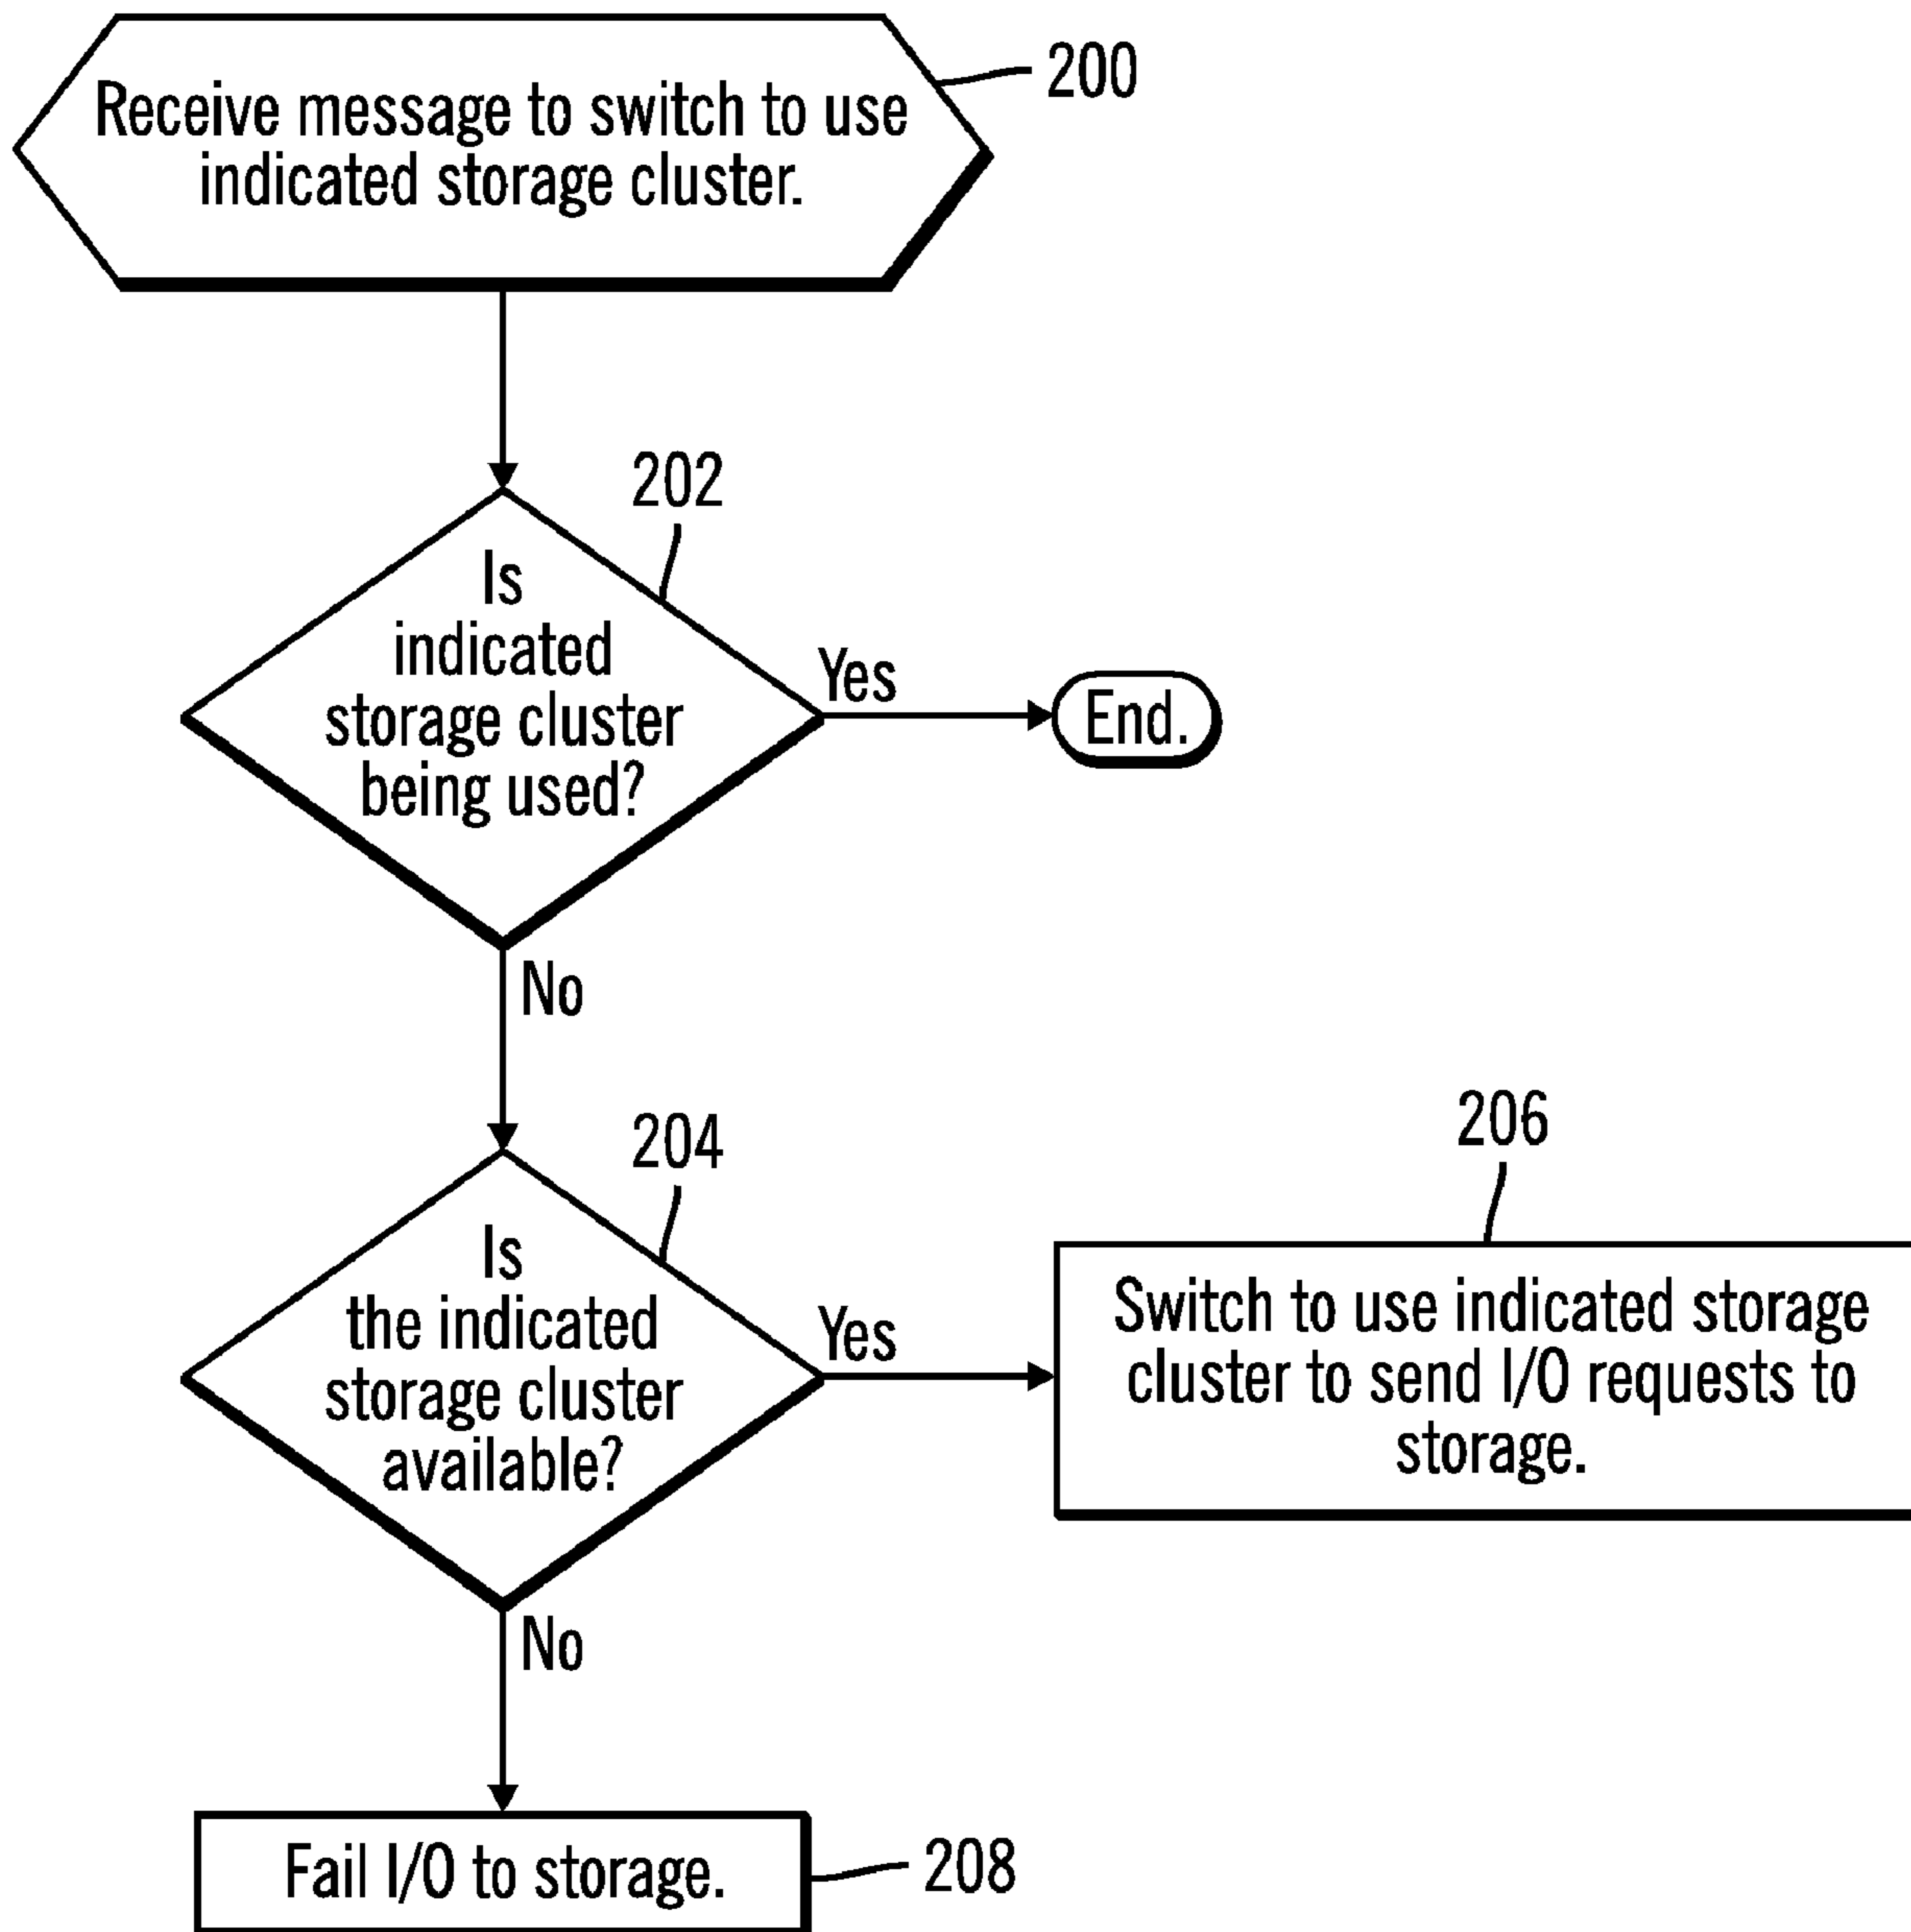 Receive message to switch to use
indicated storage cluster.
200
202
Is
indicated
storage cluster
being used?
Yes
End.
No
204
Is
the indicated
storage cluster
available?
Yes
206
Switch to use indicated storage
cluster to send I/O requests to
storage.
No
Fail I/O to storage.
208